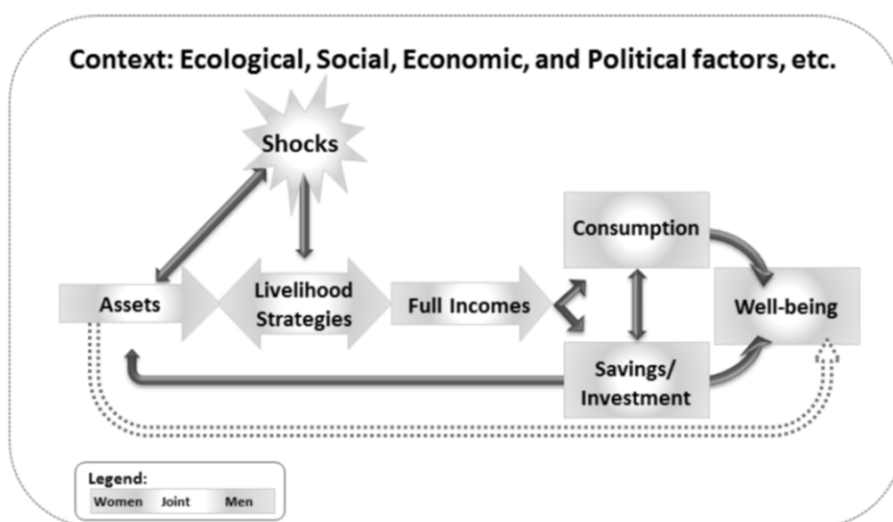 Context: Ecological, Social, Economic, and Political factors, etc.
Shocks
Consumption
Assets
Livelihood
Strategies
Full Incomes
Well-being
Savings/
Investment
Legend:
Women Joint Men